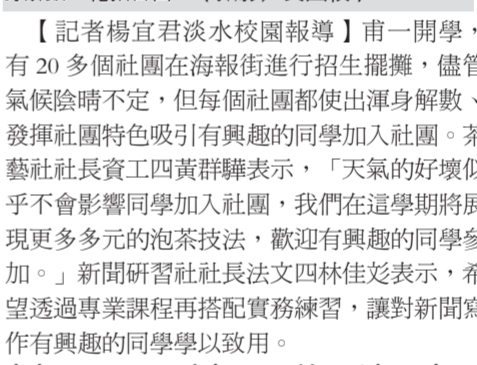 【記者楊宜君淡水校園報導】甫一開學，
有 20 多個社團在海報街進行招生擺攤，儘管
氣候陰晴不定，但每個社團都使出渾身解數、
發揮社團特色吸引有興趣的同學加入社團。茶
藝社社長資工四黃群驊表示，「天氣的好壞似
乎不會影響同學加入社團，我們在這學期將展
現更多多元的泡茶技法，歡迎有興趣的同學參
加。」新聞研習社社長法文四林佳彣表示，希
望透過專業課程再搭配實務練習，讓對新聞寫
作有興趣的同學學以致用。